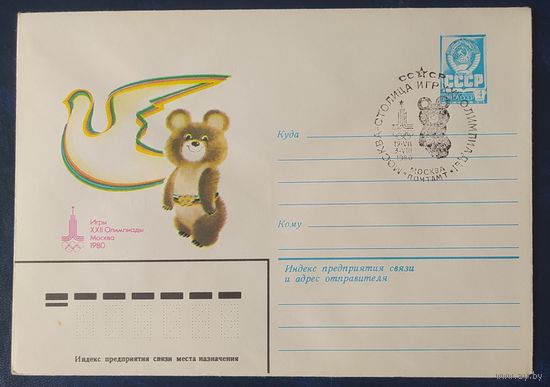 СССР
МОСКВА-СТОЛИЦА ИГР XXII ОЛИМПИАДЫ
19·VII
3·VIII
1980
МОСКВА
ПОЧТАМТ
СССР
Куда
Игры
XXII Олимпиады
Москва
1980
Кому
Индекс предприятия связи
и адрес отправителя
Индекс предприятия связи места назначения